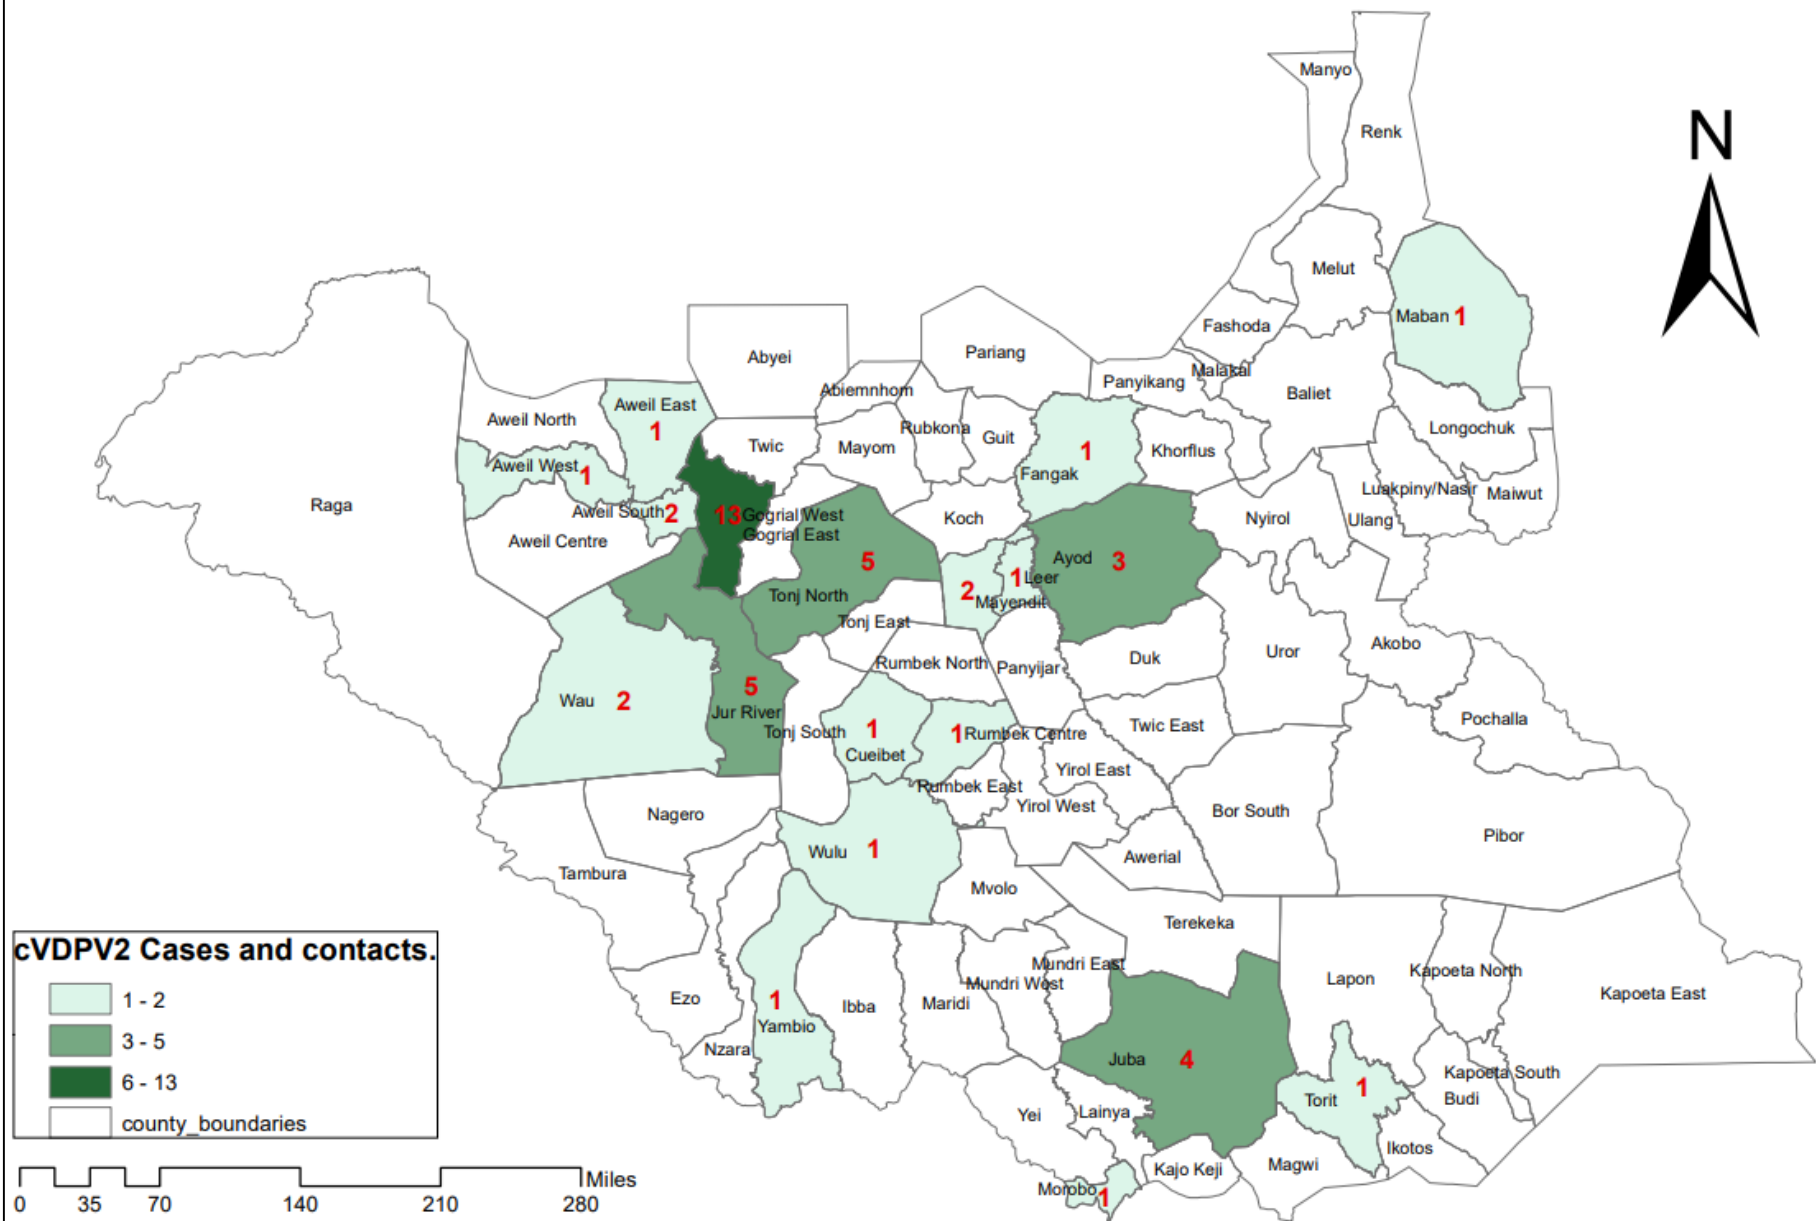 Manyo
Renk
N
Melut
Maban 1
Fashoda
Abyei
Pariang
Malakal
Panyikang
Abiemnhom
Baliet
Aweil East
1
Aweil North
Rubkona
Guit
Longochuk
Twic
Mayom
Khorflus
1
Fangak
Aweil West 1
Luakpiny/Nasir
Maiwut
Raga
Aweil South 2
13 Gogrial West
Gogrial East
Koch
Nyirol
Ulang
Aweil Centre
5
Ayod 3
1 Leer
2
Mayendit
Tonj North
Tonj East
Akobo
Uror
Duk
Rumbek North
Panyijar
5
Wau 2
Jur River
Pochalla
Twic East
Tonj South
1
Cueibet
1 Rumbek Centre
Yirol East
Rumbek East
Yirol West
Bor South
Nagero
Pibor
Wulu 1
Awerial
Tambura
Mvolo
Terekeka
cVDPV2 Cases and contacts.
1 - 2
3 - 5
6 - 13
county_boundaries
Mundri East
Mundri West
Lapon
Kapoeta North
Kapoeta East
Ezo
1
Yambio
Ibba
Maridi
Nzara
Juba 4
Kapoeta South
Budi
Torit 1
Yei
Lainya
Ikotos
Magwi
Kajo Keji
Morobo 1
Miles
0 35 70 140 210 280